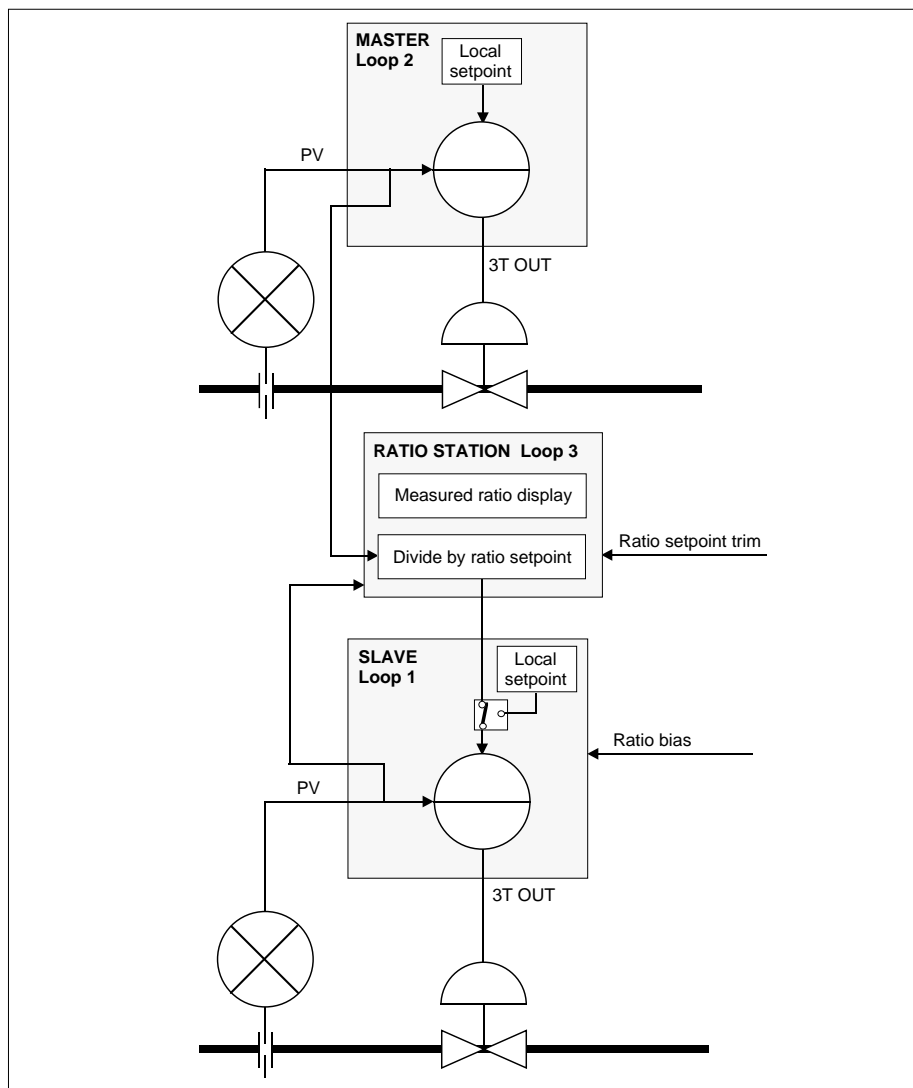 MASTER
Loop 2
Local
setpoint
PV
3T OUT
RATIO STATION Loop 3
Measured ratio display
Divide by ratio setpoint
Ratio setpoint trim
SLAVE
Loop 1
Local
setpoint
Ratio bias
PV
3T OUT